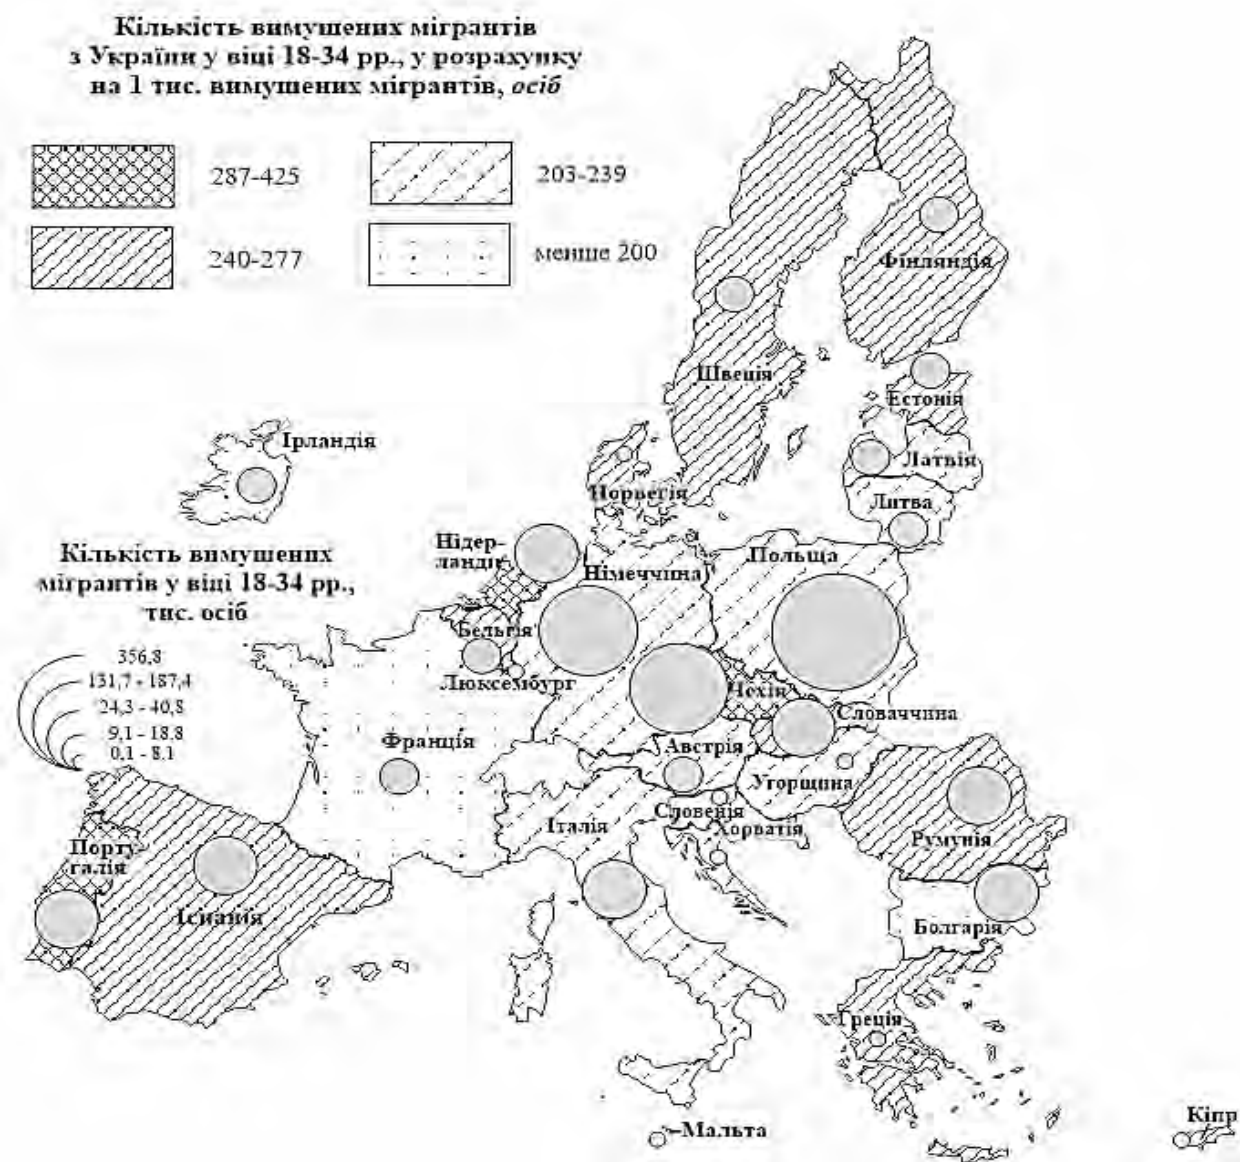 Кількість вимушених мігрантів
з України у віці 18-34 рр., у розрахунку
на 1 тис. вимушених мігрантів, осіб
287-425
203-239
240-277
менше 200
Фінляндія
Швеція
Естонія
Ірландія
Латвія
Норвегія
Литва
Кількість вимушених
мігрантів у віці 18-34 рр.,
тис. осіб
Нідер-
ланди
Німеччина
Польща
Бельгія
Люксембург
356,8
131,7 - 187,4
24,3 - 40,8
9,1 - 18,8
0,1 - 8,1
Чехія
Словаччина
Франція
Австрія
Угорщина
Словенія
Італія
Хорватія
Румунія
Порту-
галія
Іспанія
Болгарія
Греція
Мальта
Кіпр